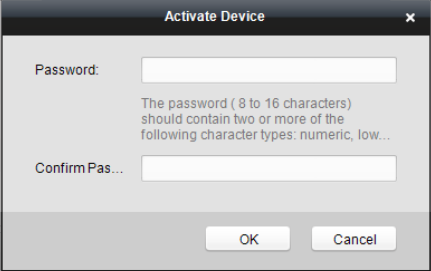 Activate Device
Password:
The password ( 8 to 16 characters)
should contain two or more of the
following character types: numeric, low...
Confirm Pas...
OK Cancel